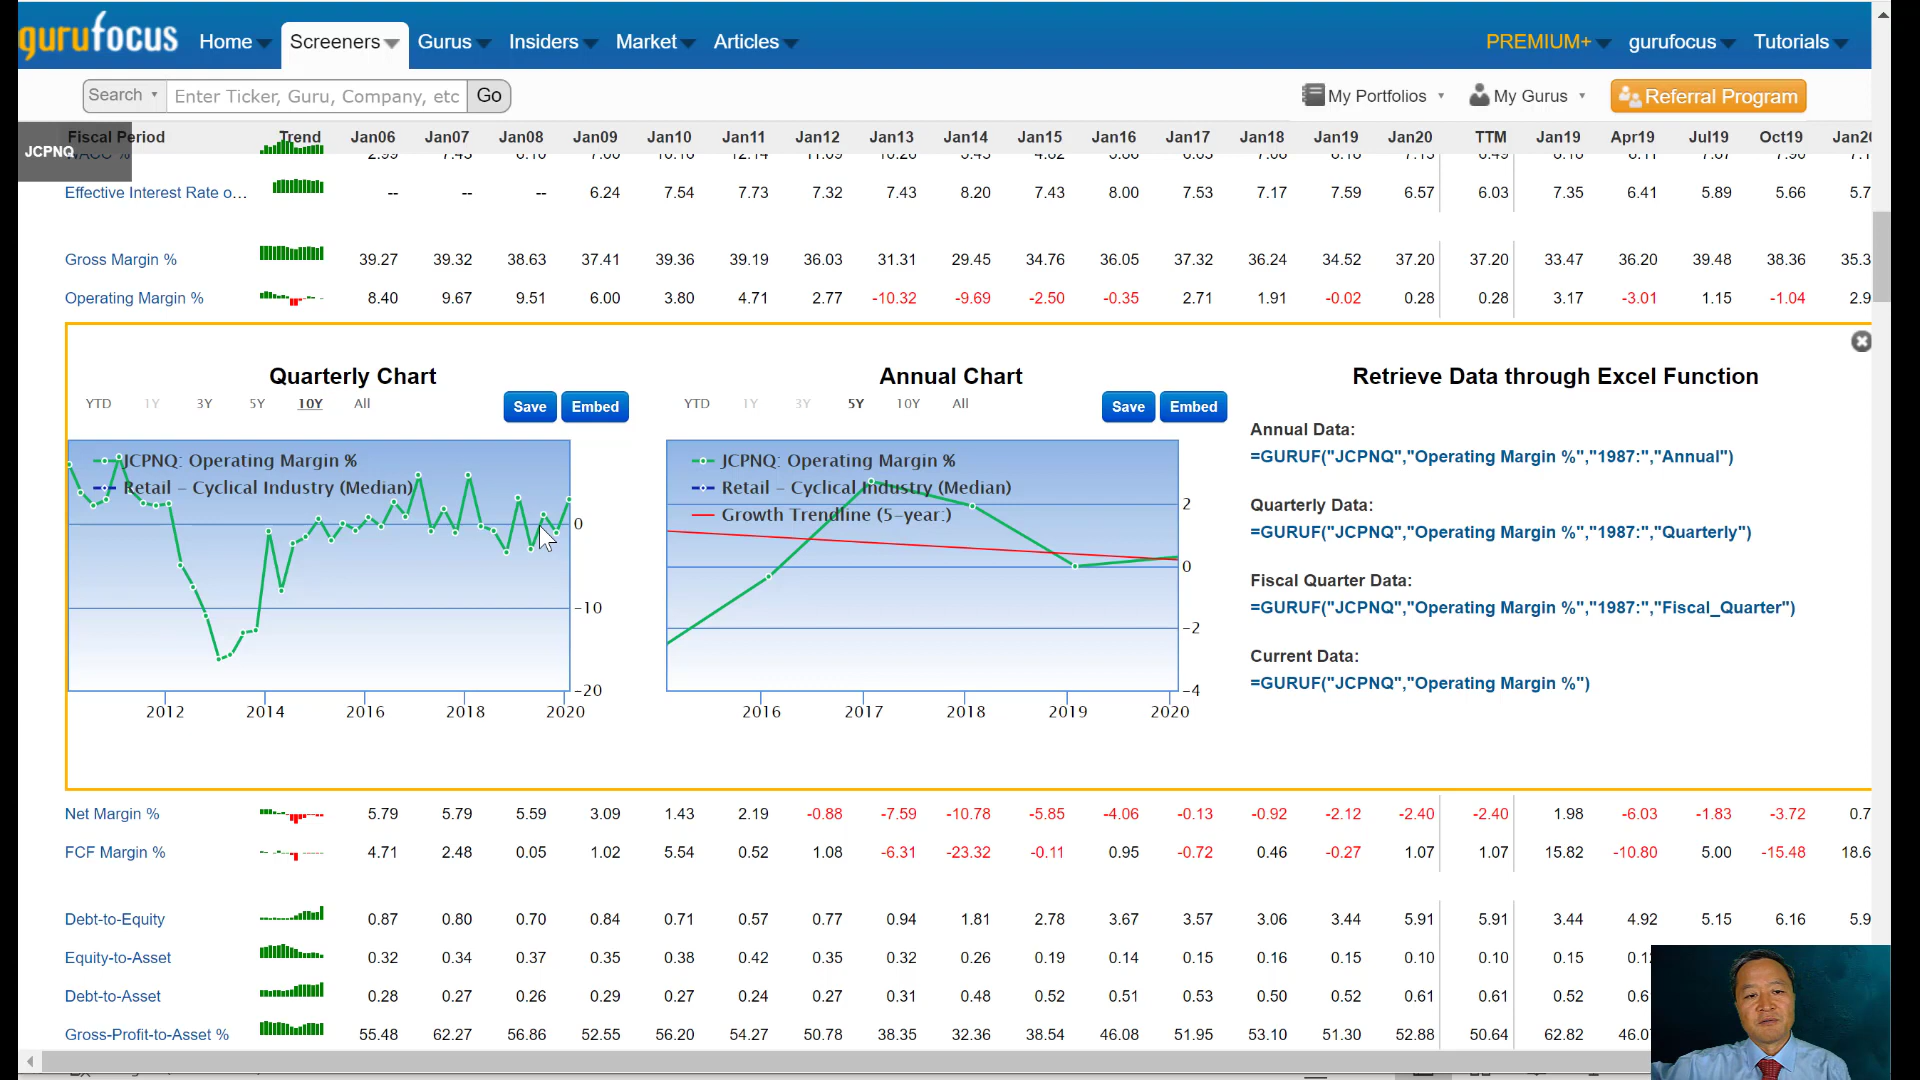 gurufocus Home Screeners Gurus Insiders Market Articles PREMIUM+ gurufocus Tutorials
Search Enter Ticker, Guru, Company, etc Go My Portfolios My Gurus Referral Program
JCPNQ
Fiscal Period Trend Jan06 Jan07 Jan08 Jan09 Jan10 Jan11 Jan12 Jan13 Jan14 Jan15 Jan16 Jan17 Jan18 Jan19 Jan20 TTM Jan19 Apr19 Jul19 Oct19 Jan20
Effective Interest Rate o... -- -- -- 6.24 7.54 7.73 7.32 7.43 8.20 7.43 8.00 7.53 7.17 7.59 6.57 6.03 7.35 6.41 5.89 5.66 5.7
Gross Margin % 39.27 39.32 38.63 37.41 39.36 39.19 36.03 31.31 29.45 34.76 36.05 37.32 36.24 34.52 37.20 37.20 33.47 36.20 39.48 38.36 35.3
Operating Margin % 8.40 9.67 9.51 6.00 3.80 4.71 2.77 -10.32 -9.69 -2.50 -0.35 2.71 1.91 -0.02 0.28 0.28 3.17 -3.01 1.15 -1.04 2.9
Quarterly Chart
YTD 1Y 3Y 5Y 10Y All Save Embed
JCPNQ: Operating Margin %
Retail – Cyclical Industry (Median)
0
-10
-20
2012 2014 2016 2018 2020
Annual Chart
YTD 1Y 3Y 5Y 10Y All Save Embed
JCPNQ: Operating Margin %
Retail – Cyclical Industry (Median)
Growth Trendline (5-year:)
2
0
-2
-4
2016 2017 2018 2019 2020
Retrieve Data through Excel Function
Annual Data:
=GURUF("JCPNQ","Operating Margin %","1987:","Annual")
Quarterly Data:
=GURUF("JCPNQ","Operating Margin %","1987:","Quarterly")
Fiscal Quarter Data:
=GURUF("JCPNQ","Operating Margin %","1987:","Fiscal_Quarter")
Current Data:
=GURUF("JCPNQ","Operating Margin %")
Net Margin % 5.79 5.79 5.59 3.09 1.43 2.19 -0.88 -7.59 -10.78 -5.85 -4.06 -0.13 -0.92 -2.12 -2.40 -2.40 1.98 -6.03 -1.83 -3.72 0.7
FCF Margin % 4.71 2.48 0.05 1.02 5.54 0.52 1.08 -6.31 -23.32 -0.11 0.95 -0.72 0.46 -0.27 1.07 1.07 15.82 -10.80 5.00 -15.48 18.6
Debt-to-Equity 0.87 0.80 0.70 0.84 0.71 0.57 0.77 0.94 1.81 2.78 3.67 3.57 3.06 3.44 5.91 5.91 3.44 4.92 5.15 6.16 5.9
Equity-to-Asset 0.32 0.34 0.37 0.35 0.38 0.42 0.35 0.32 0.26 0.19 0.14 0.15 0.16 0.15 0.10 0.10 0.15 0.1
Debt-to-Asset 0.28 0.27 0.26 0.29 0.27 0.24 0.27 0.31 0.48 0.52 0.51 0.53 0.50 0.52 0.61 0.61 0.52 0.6
Gross-Profit-to-Asset % 55.48 62.27 56.86 52.55 56.20 54.27 50.78 38.35 32.36 38.54 46.08 51.95 53.10 51.30 52.88 50.64 62.82 46.0